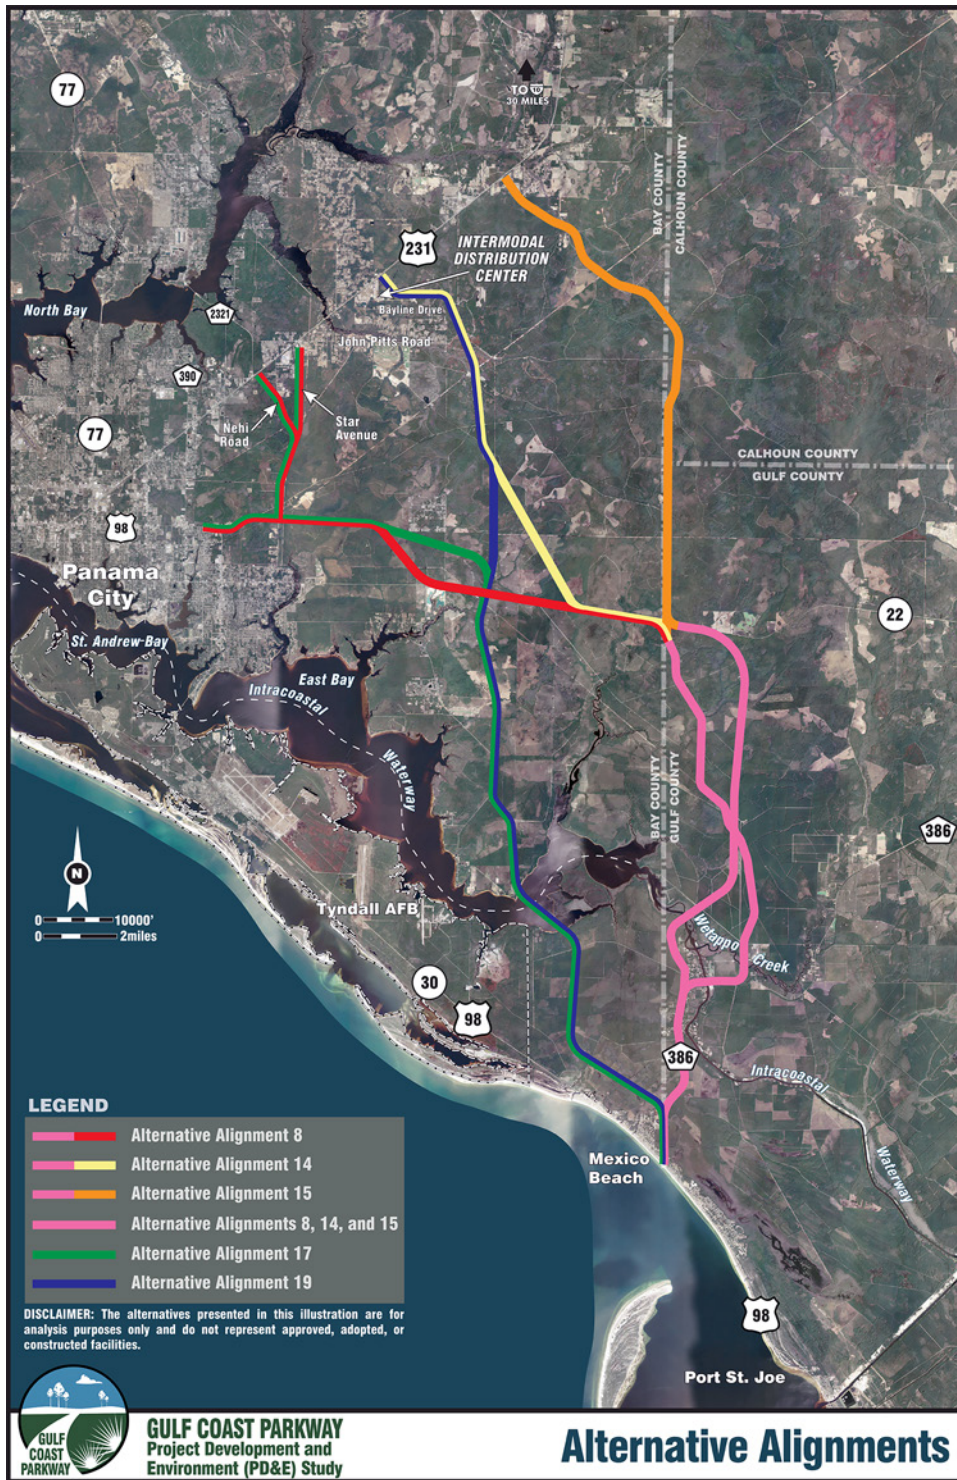 77
TO 10
30 MILES
BAY COUNTY
CALHOUN COUNTY
231
INTERMODAL
DISTRIBUTION
CENTER
North Bay
2321
Bayline Drive
John Pitts Road
390
Nehi
Road
Star
Avenue
77
CALHOUN COUNTY
GULF COUNTY
98
Panama
City
22
St. Andrew Bay
East Bay
Intracoastal
Waterway
BAY COUNTY
GULF COUNTY
386
N
0 10000'
0 2miles
Tyndall AFB
Wetappo
Creek
30
98
386
Intracoastal
Waterway
LEGEND
Alternative Alignment 8
Alternative Alignment 14
Alternative Alignment 15
Alternative Alignments 8, 14, and 15
Alternative Alignment 17
Alternative Alignment 19
Mexico
Beach
DISCLAIMER: The alternatives presented in this illustration are for
analysis purposes only and do not represent approved, adopted, or
constructed facilities.
98
Port St. Joe
GULF
COAST
PARKWAY
GULF COAST PARKWAY
Project Development and
Environment (PD&E) Study
Alternative Alignments